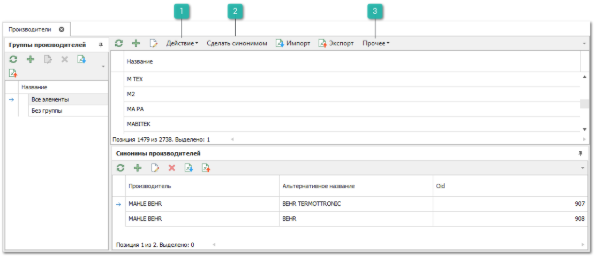 1 2 3
Производители
Группы производителей
Название
Все элементы
Без группы
Действие Сделать синонимом Импорт Экспорт Прочее
Название
M TEX
M2
MA PA
MABITEK
Позиция 1479 из 2738. Выделено: 1
Синонимы производителей
Производитель Альтернативное название Oid
MAHLE BEHR BEHR TERMOTTRONIC 907
MAHLE BEHR BEHR 908
Позиция 1 из 2. Выделено: 0